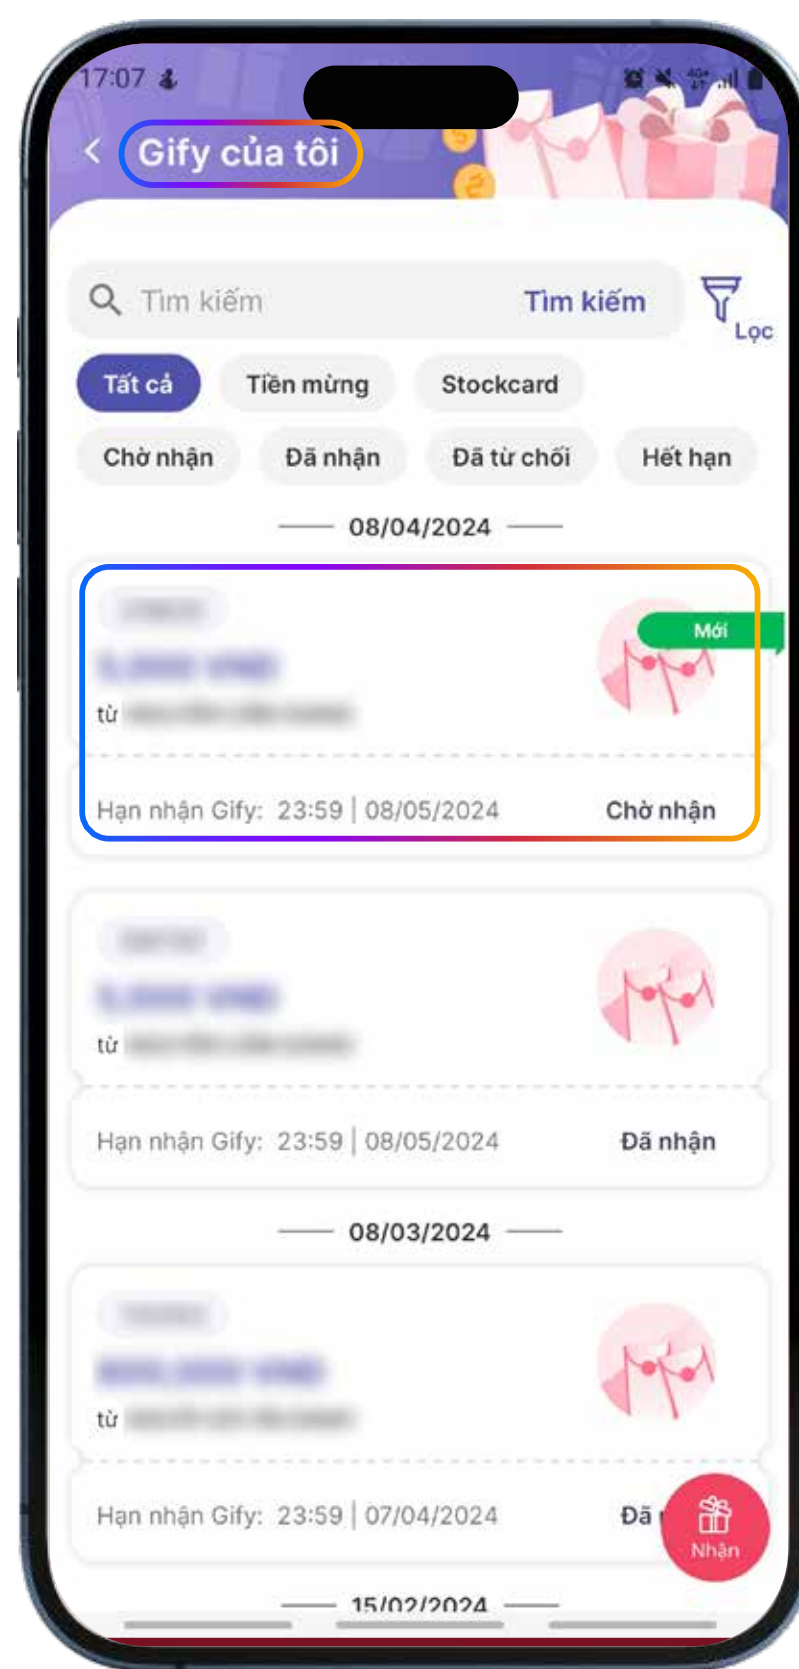 17:07
Gify của tôi
Tìm kiếm Tìm kiếm
Lọc
Tất cả Tiền mừng Stockcard
Chờ nhận Đã nhận Đã từ chối Hết hạn
08/04/2024
Mới
từ
Hạn nhận Gify: 23:59 | 08/05/2024 Chờ nhận
từ
Hạn nhận Gify: 23:59 | 08/05/2024 Đã nhận
08/03/2024
từ
Hạn nhận Gify: 23:59 | 07/04/2024 Đã
Nhận
15/02/2024